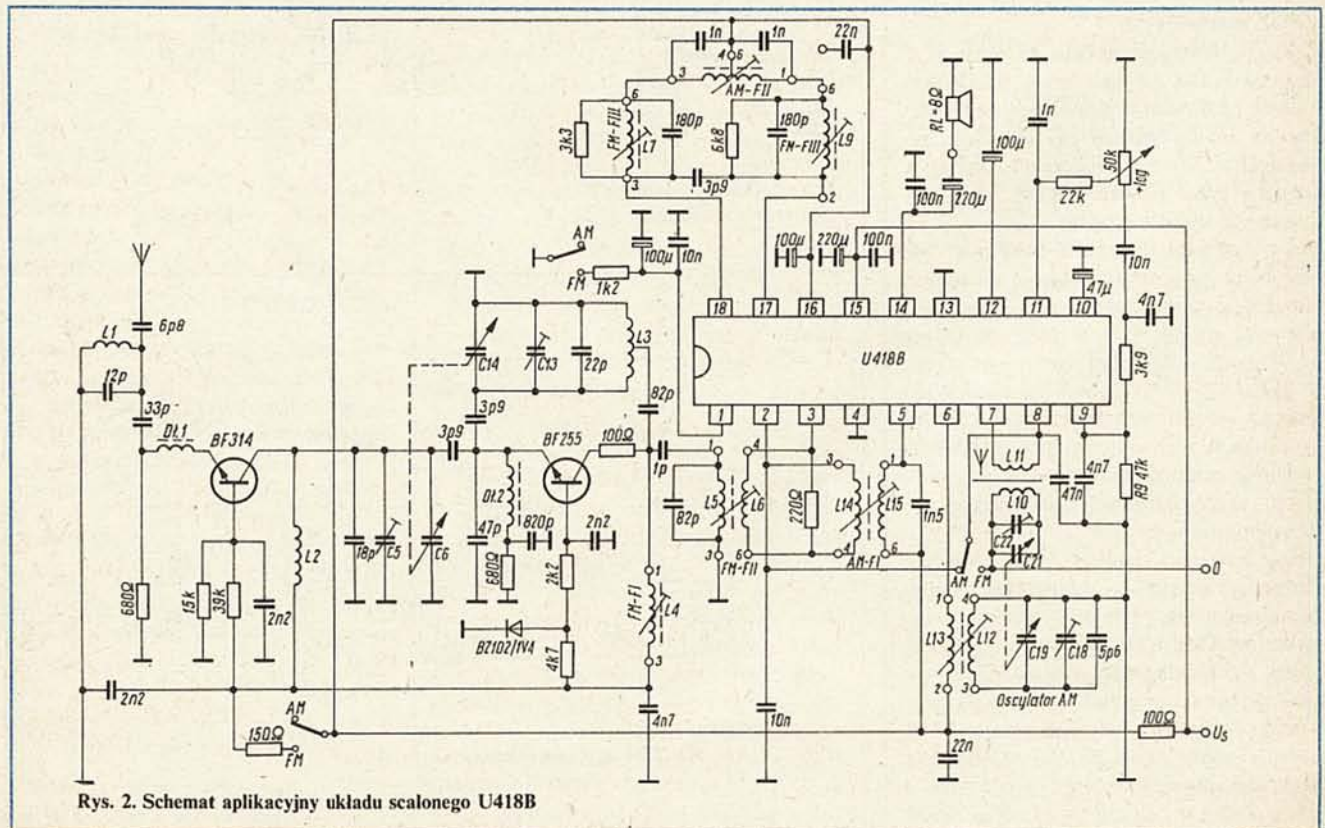 1n 1n 22n
4 6
3 1
AM-FII
6 6
3k3 FM-FIII L7 180p 6k8 180p FM-FIII L9
3 3p9 2
RL=8Ω 100μ 1n 50k +log
100n 220μ 22k
AM
FM 1k2 100μ 10n 100μ 220μ 100n 10n
47μ 4n7
18 17 16 15 14 13 12 11 10
U418B
1 2 3 4 5 6 7 8 9
3k9
6p8
L1
12p
33p
DŁ1 BF314
C14 C13 22p L3
3p9 82p
3p9 BF255 100Ω 1p
1 4 3 1
82p L5 L6 220Ω L14 L15 1n5
3 FM-FII 6 4 AM-FI 6
L11 47n 4n7 R9 47k
L10
C22
C21
AM FM 0
L2
18p C5 C6 47p DŁ2 820p 2n2
680Ω 2k2
680Ω 15k 39k 2n2
BZ102/1V4 4k7
1 FM-FI L4 3
1 4
L13 L12 C19 C18 5p6
2 3
Oscylator AM
2n2
AM
150Ω FM
4n7 10n 22n 100Ω Us
Rys. 2. Schemat aplikacyjny układu scalonego U418B